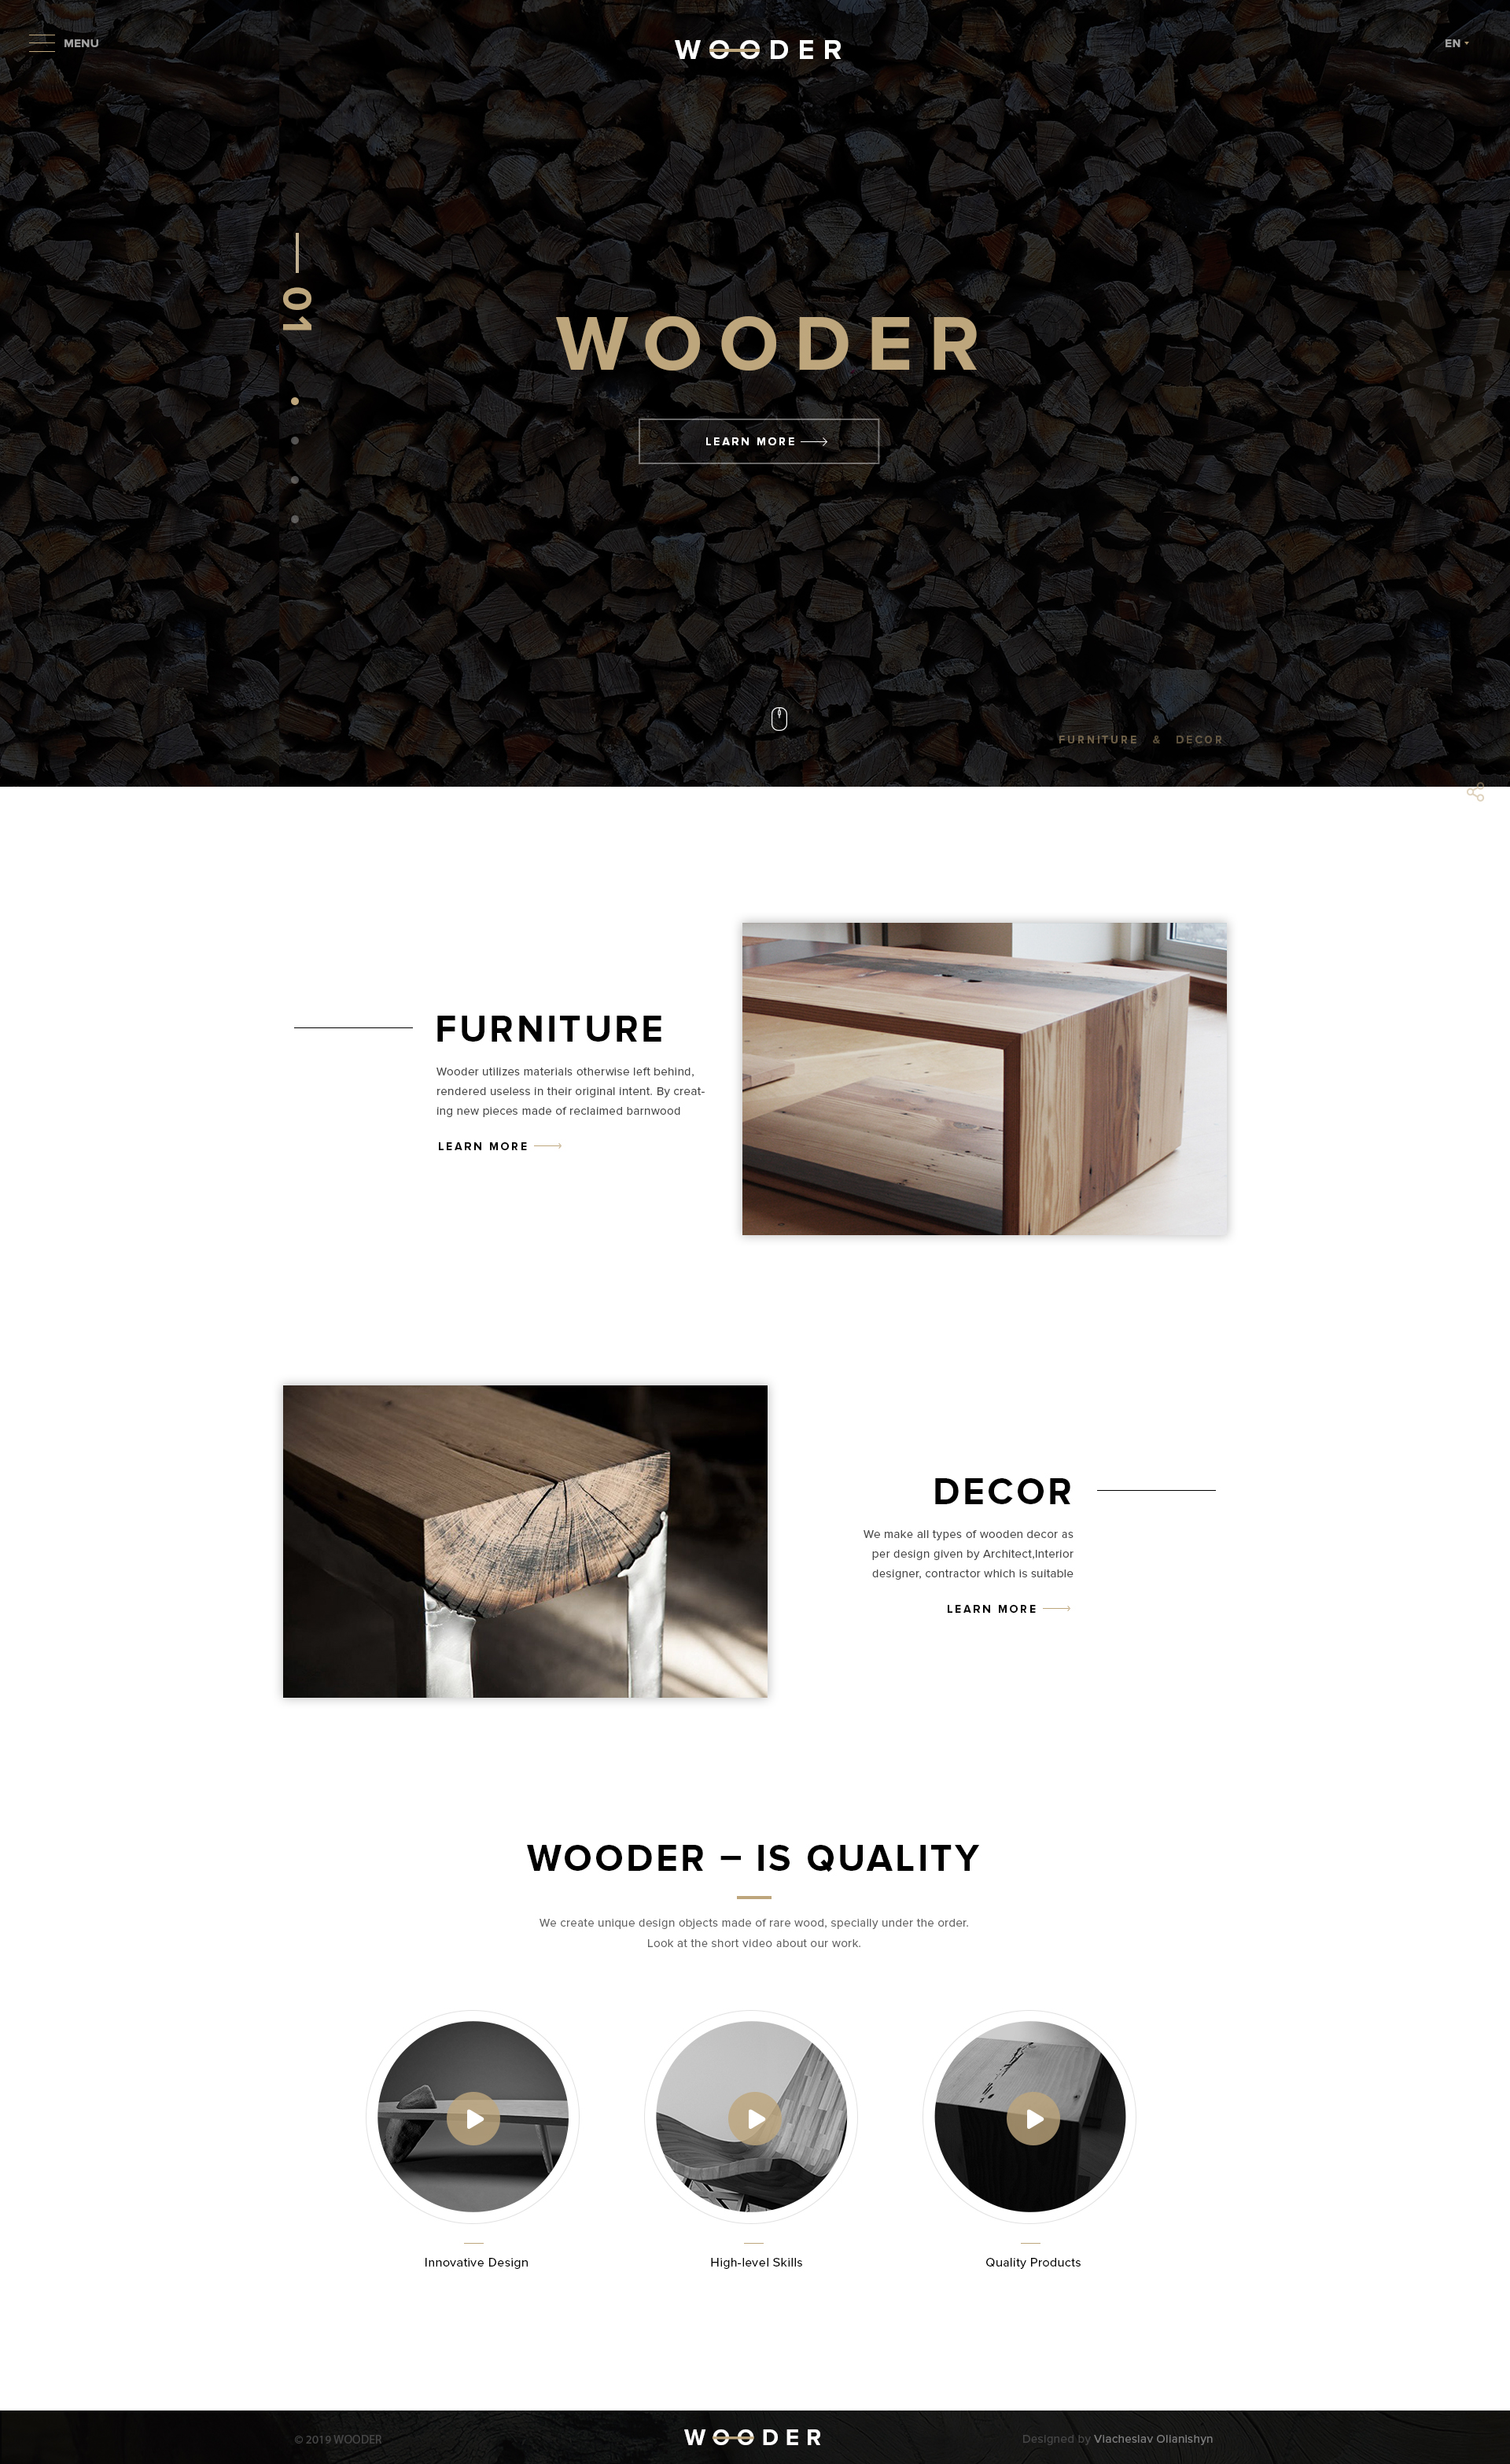 MENU
WOODER
EN
01
WOODER
LEARN MORE
FURNITURE & DECOR
FURNITURE
Wooder utilizes materials otherwise left behind,
rendered useless in their original intent. By creat-
ing new pieces made of reclaimed barnwood
LEARN MORE
DECOR
We make all types of wooden decor as
per design given by Architect,Interior
designer, contractor which is suitable
LEARN MORE
WOODER – IS QUALITY
We create unique design objects made of rare wood, specially under the order.
Look at the short video about our work.
Innovative Design
High-level Skills
Quality Products
© 2019 WOODER
WOODER
Designed by Vlacheslav Ollanishyn